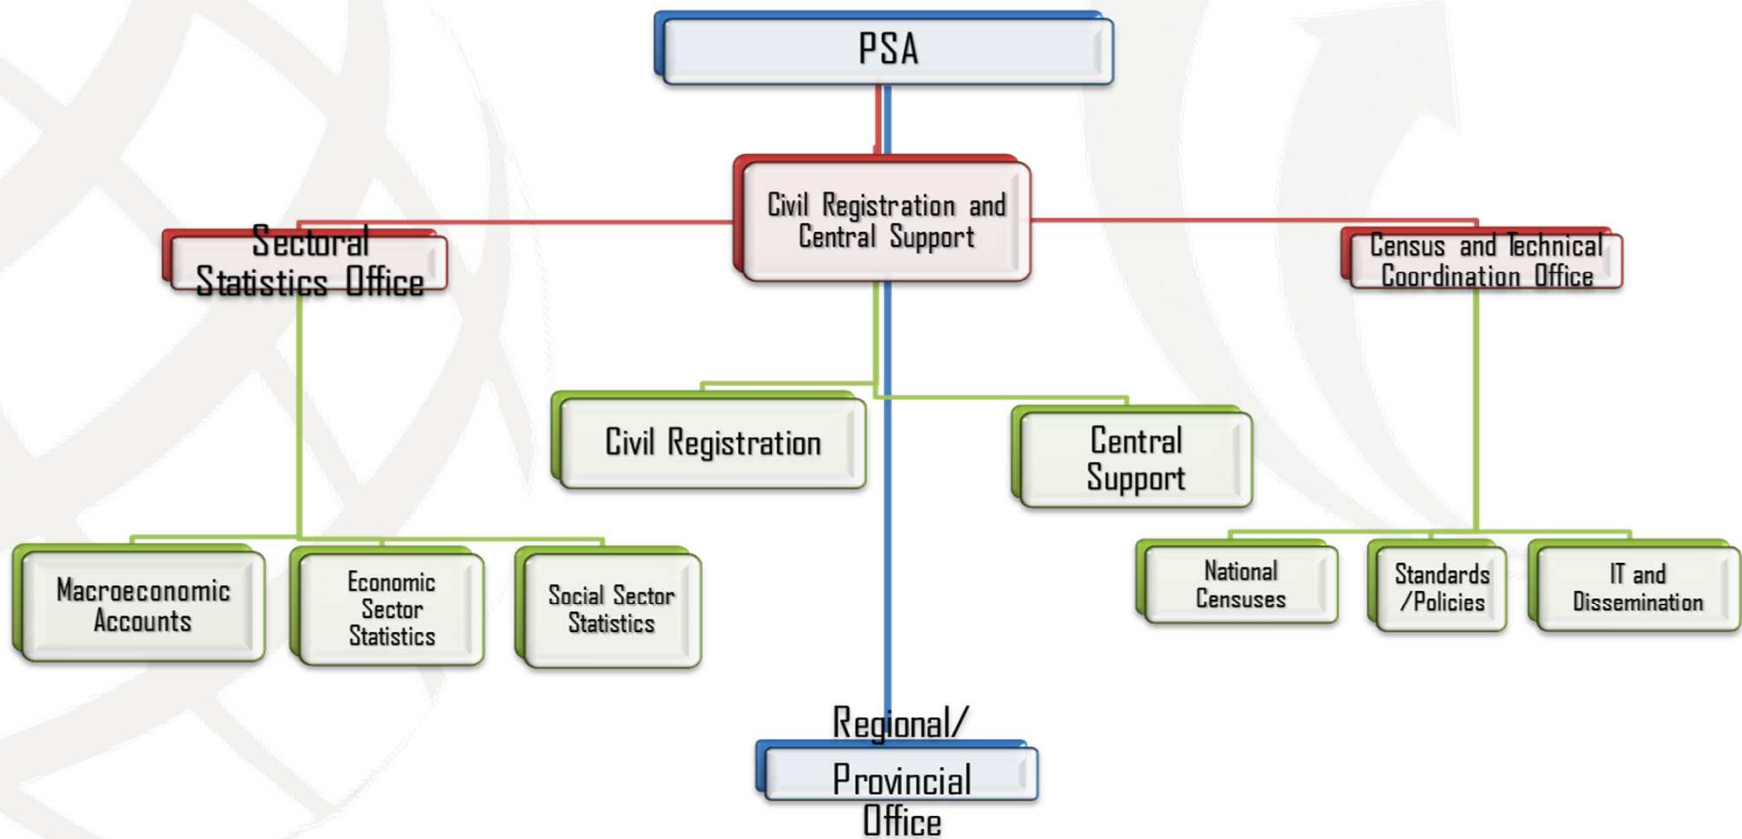 PSA
Civil Registration and
Central Support
Sectoral
Statistics Office
Census and Technical
Coordination Office
Civil Registration
Central
Support
Macroeconomic
Accounts
Economic
Sector
Statistics
Social Sector
Statistics
National
Censuses
Standards
/Policies
IT and
Dissemination
Regional/
Provincial
Office